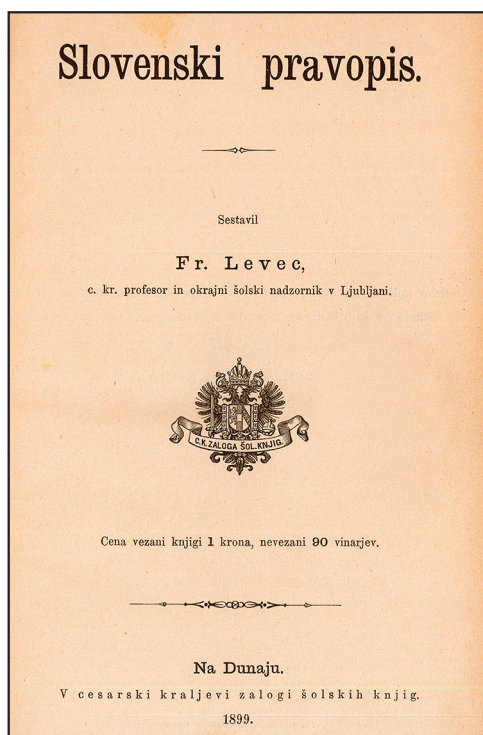 Slovenski pravopis.
Sestavil
Fr. Levec,
c. kr. profesor in okrajni šolski nadzornik v Ljubljani.
C.K. ZALOGA ŠOL. KNJIG.
Cena vezani knjigi 1 krona, nevezani 90 vinarjev.
Na Dunaju.
V cesarski kraljevi zalogi šolskih knjig.
1899.